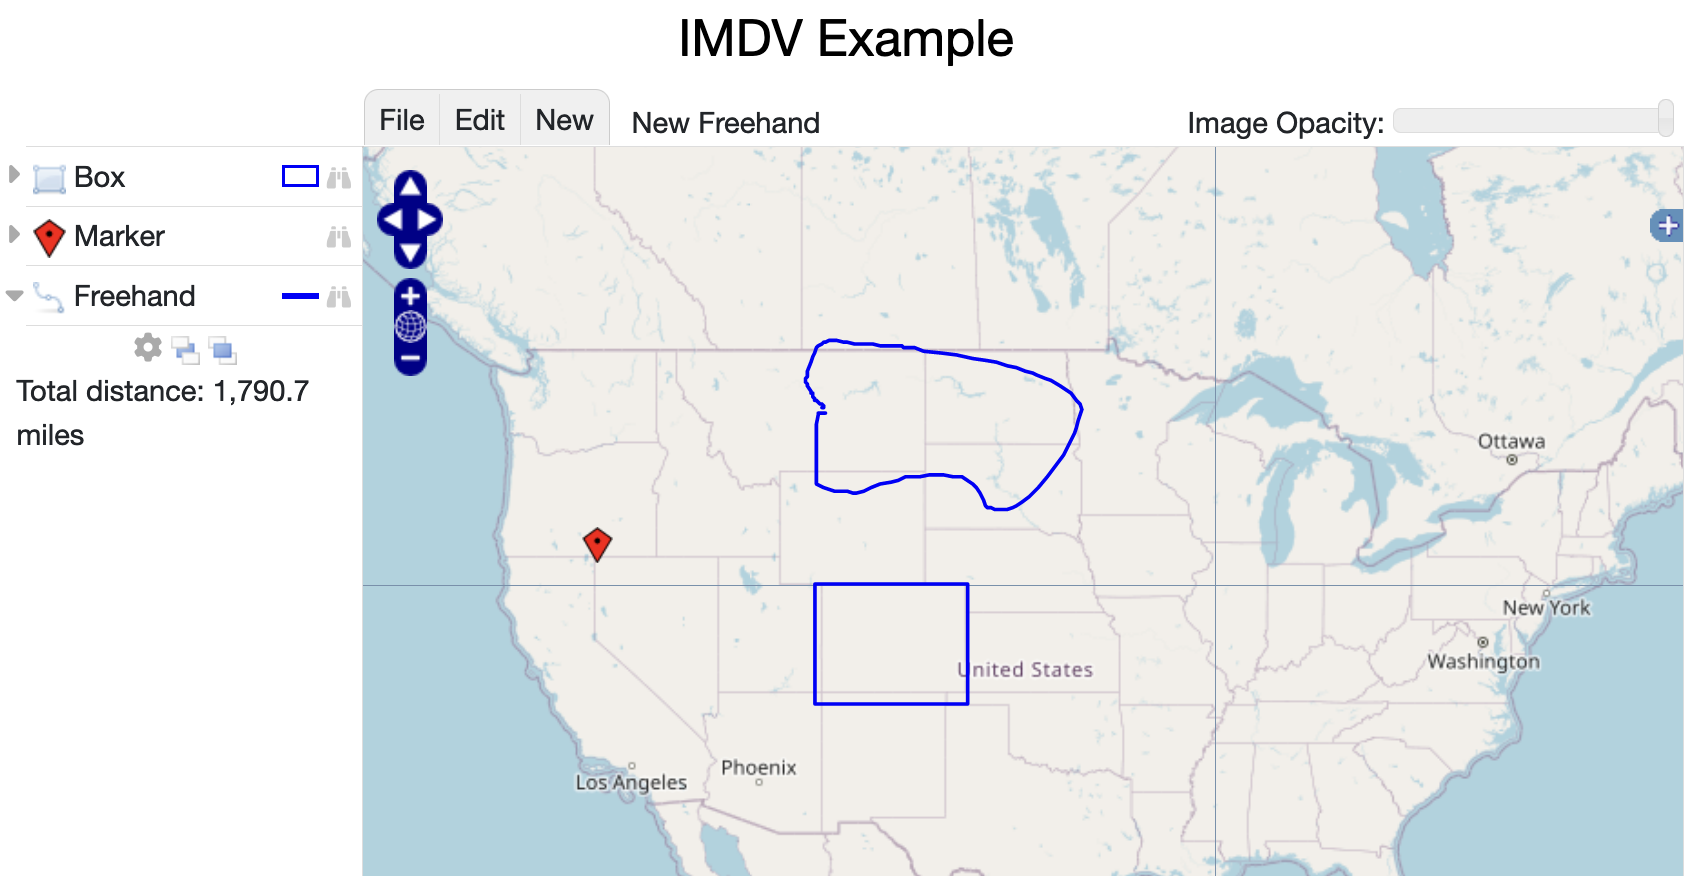 IMDV Example
File Edit New New Freehand Image Opacity:
Box
Marker
Freehand
Total distance: 1,790.7
miles
Ottawa
New York
Washington
United States
Phoenix
Los Angeles